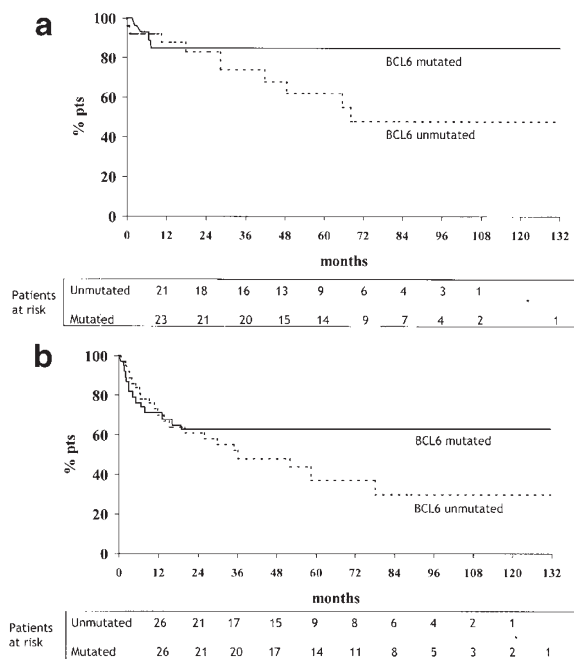 a
100
80
60
40
20
0
% pts
BCL6 mutated
BCL6 unmutated
0 12 24 36 48 60 72 84 96 108 120 132
months
Patients at risk
Unmutated 21 18 16 13 9 6 4 3 1
Mutated 23 21 20 15 14 9 7 4 2 1
b
100
80
60
40
20
0
% pts
BCL6 mutated
BCL6 unmutated
0 12 24 36 48 60 72 84 96 108 120 132
months
Patients at risk
Unmutated 26 21 17 15 9 8 6 4 2 1
Mutated 26 21 20 17 14 11 8 5 3 2 1